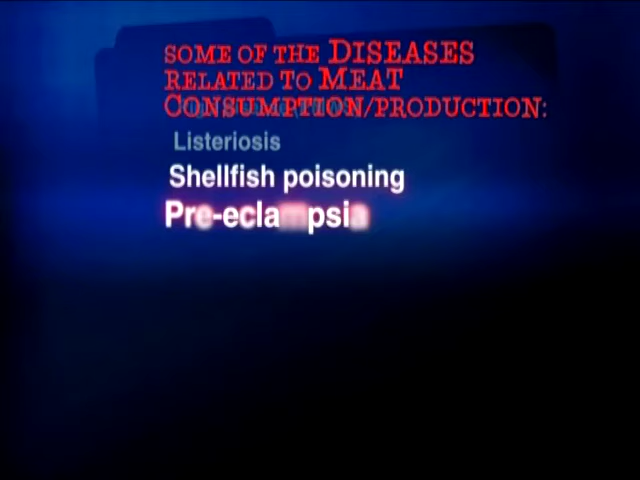 SOME OF THE DISEASES
RELATED TO MEAT
CONSUMPTION/PRODUCTION:
Listeriosis
Shellfish poisoning
Pre-eclampsia